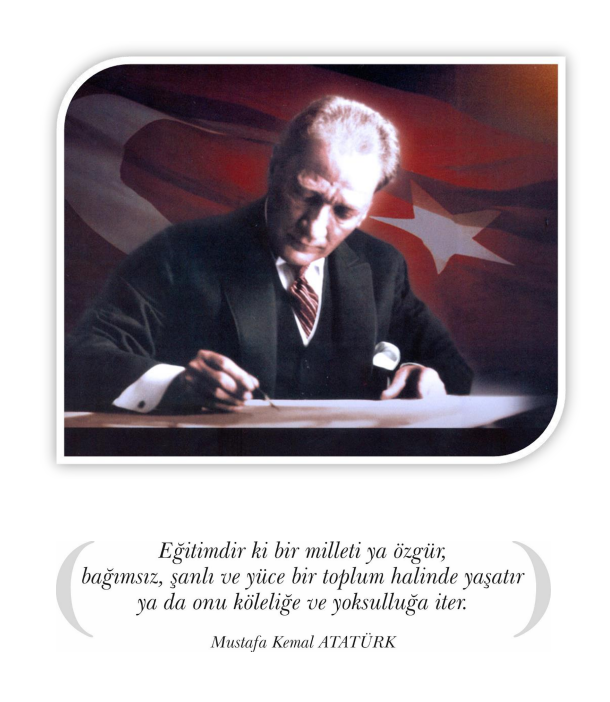 Eğitimdir ki bir milleti ya özgür,
bağımsız, şanlı ve yüce bir toplum halinde yaşatır
ya da onu köleliğe ve yoksulluğa iter.
Mustafa Kemal ATATÜRK